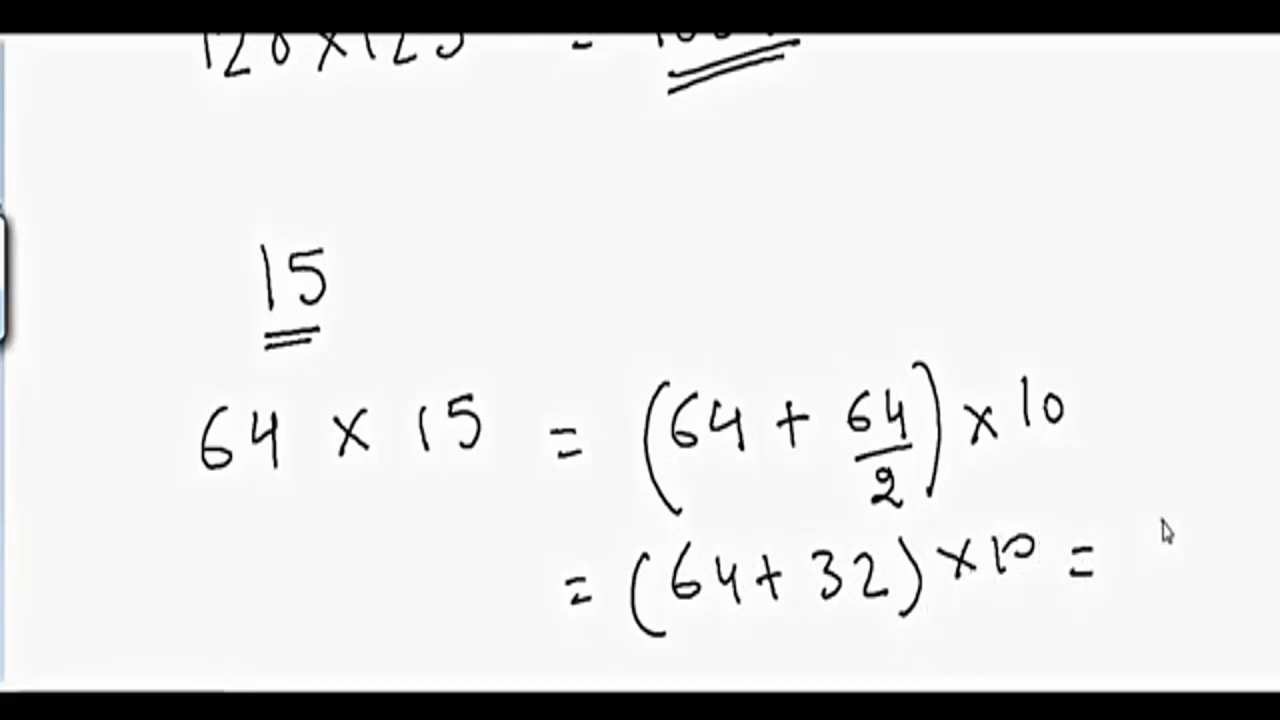 15
64 × 15 = (64 + 64/2) × 10
= (64 + 32) × 10 =